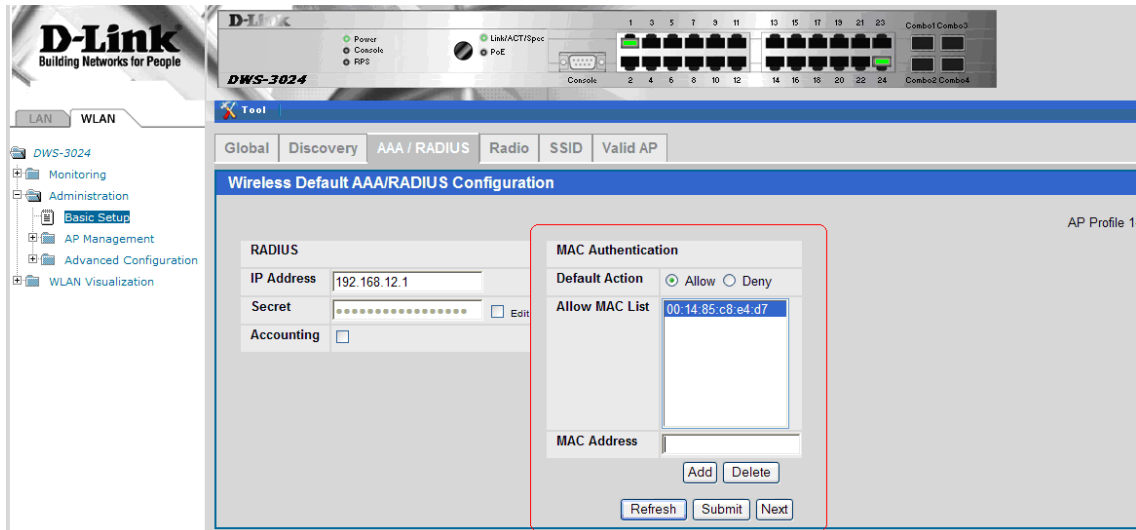 D-Link
Building Networks for People
D-Link
Power
Console
RPS
Link/ACT/Spec
PoE
Console
1 3 5 7 9 11 13 15 17 19 21 23
Combo1 Combo3
2 4 6 8 10 12 14 16 18 20 22 24
Combo2 Combo4
DWS-3024
LAN WLAN
Tool
DWS-3024
Monitoring
Administration
Basic Setup
AP Management
Advanced Configuration
WLAN Visualization
Global Discovery AAA / RADIUS Radio SSID Valid AP
Wireless Default AAA/RADIUS Configuration
AP Profile 1-
RADIUS
IP Address 192.168.12.1
Secret Edit
Accounting
MAC Authentication
Default Action Allow Deny
Allow MAC List 00:14:85:c8:e4:d7
MAC Address
Add Delete
Refresh Submit Next